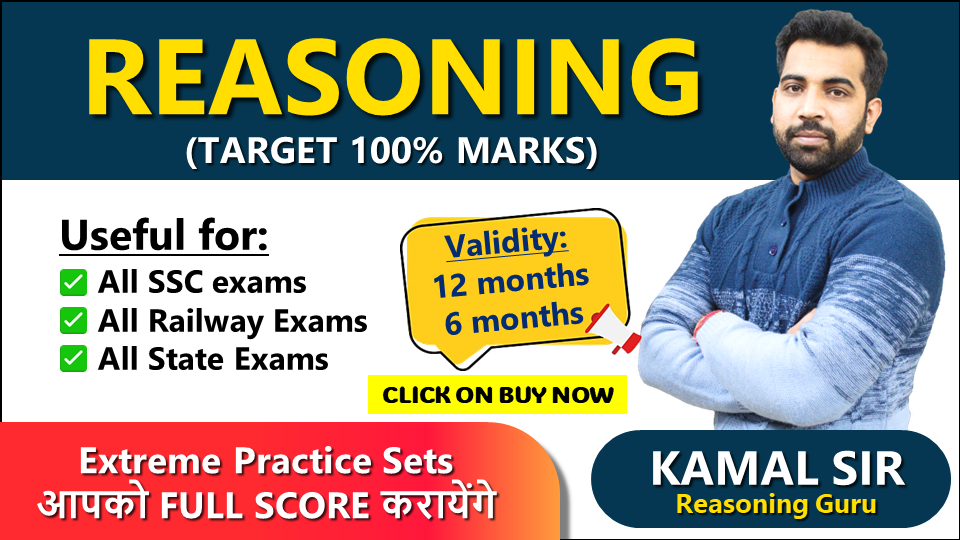 REASONING
(TARGET 100% MARKS)
Useful for:
All SSC exams
All Railway Exams
All State Exams
Validity:
12 months
6 months
CLICK ON BUY NOW
Extreme Practice Sets
आपको FULL SCORE करायेंगे
KAMAL SIR
Reasoning Guru